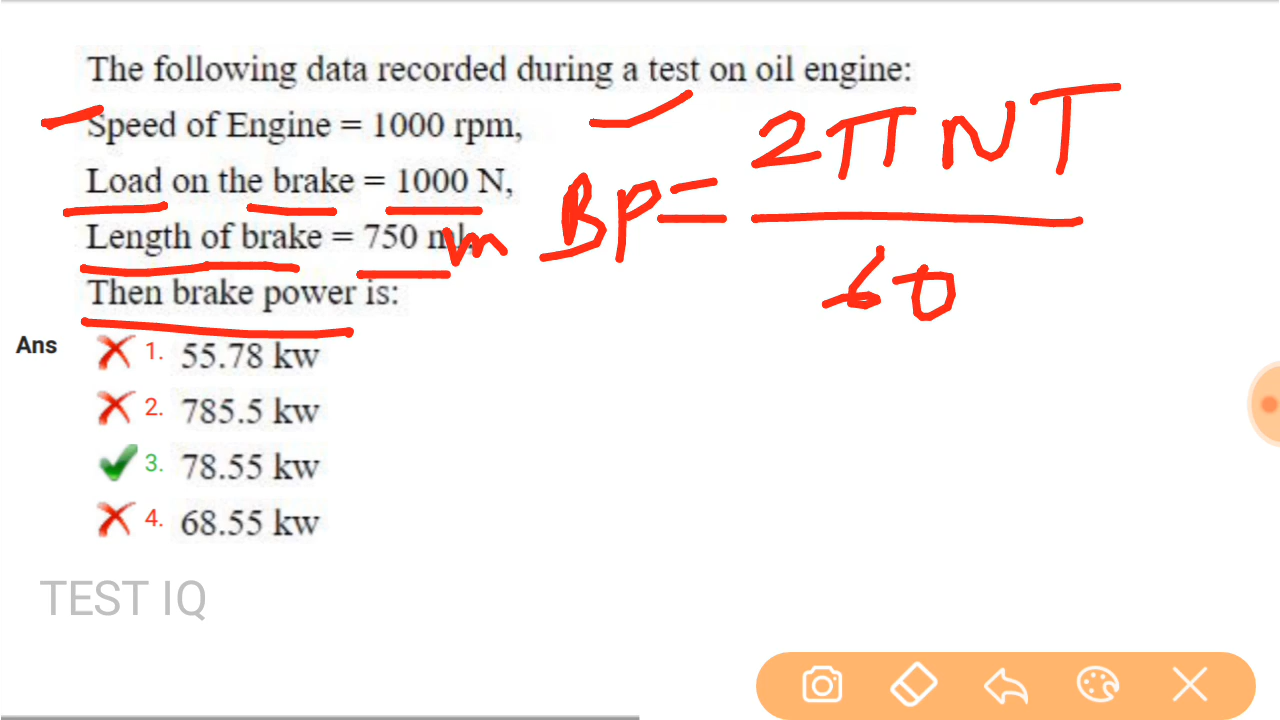 The following data recorded during a test on oil engine:
Speed of Engine = 1000 rpm,
Load on the brake = 1000 N,
Length of brake = 750 m
Then brake power is:
BP = 2πNT
60
Ans
1. 55.78 kw
2. 785.5 kw
3. 78.55 kw
4. 68.55 kw
TEST IQ